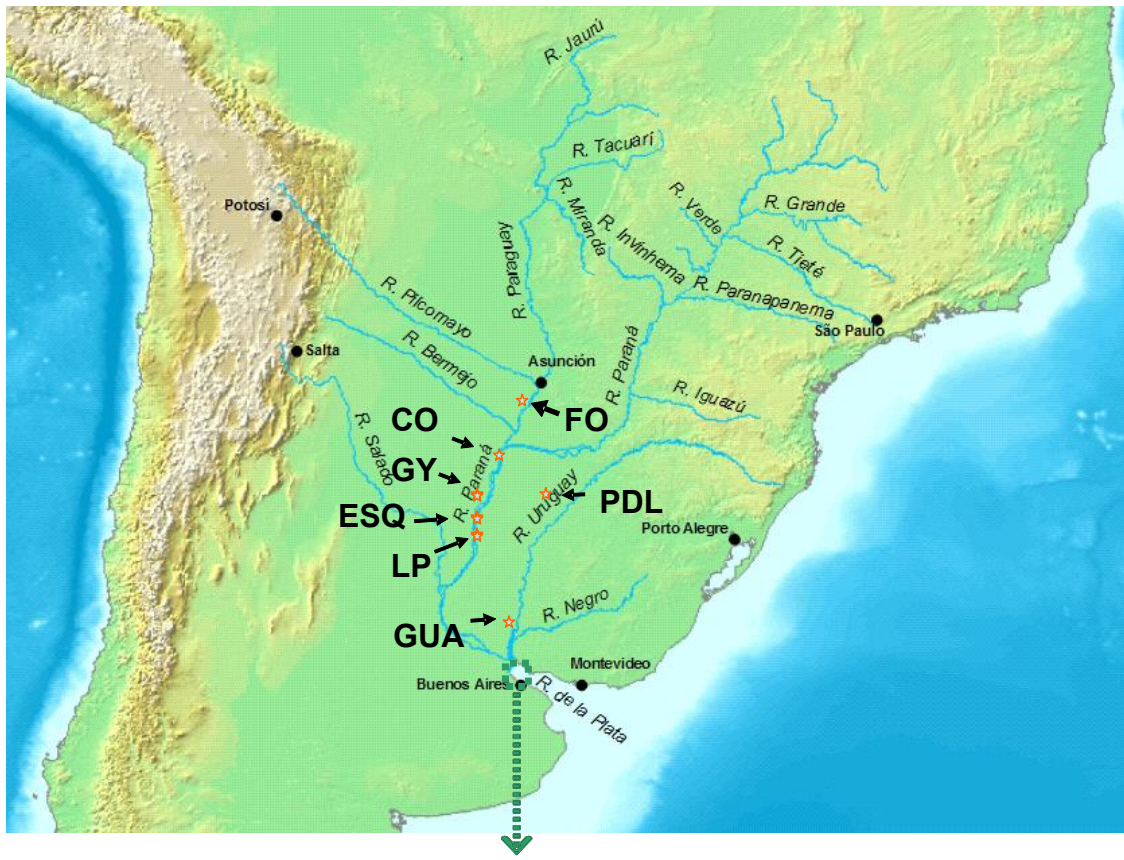 R. Jaurú
R. Tacuarí
R. Miranda
R. Verde
R. Grande
Potosí
R. Invinhema
R. Tieté
R. Paraguay
R. Pilcomayo
R. Paranapanema
São Paulo
Salta
R. Bermejo
Asunción
R. Paraná
R. Iguazú
CO
FO
R. Salado
GY
R. Paraná
ESQ
R. Uruguay
PDL
Porto Alegre
LP
R. Negro
GUA
Montevideo
Buenos Aires
R. de la Plata